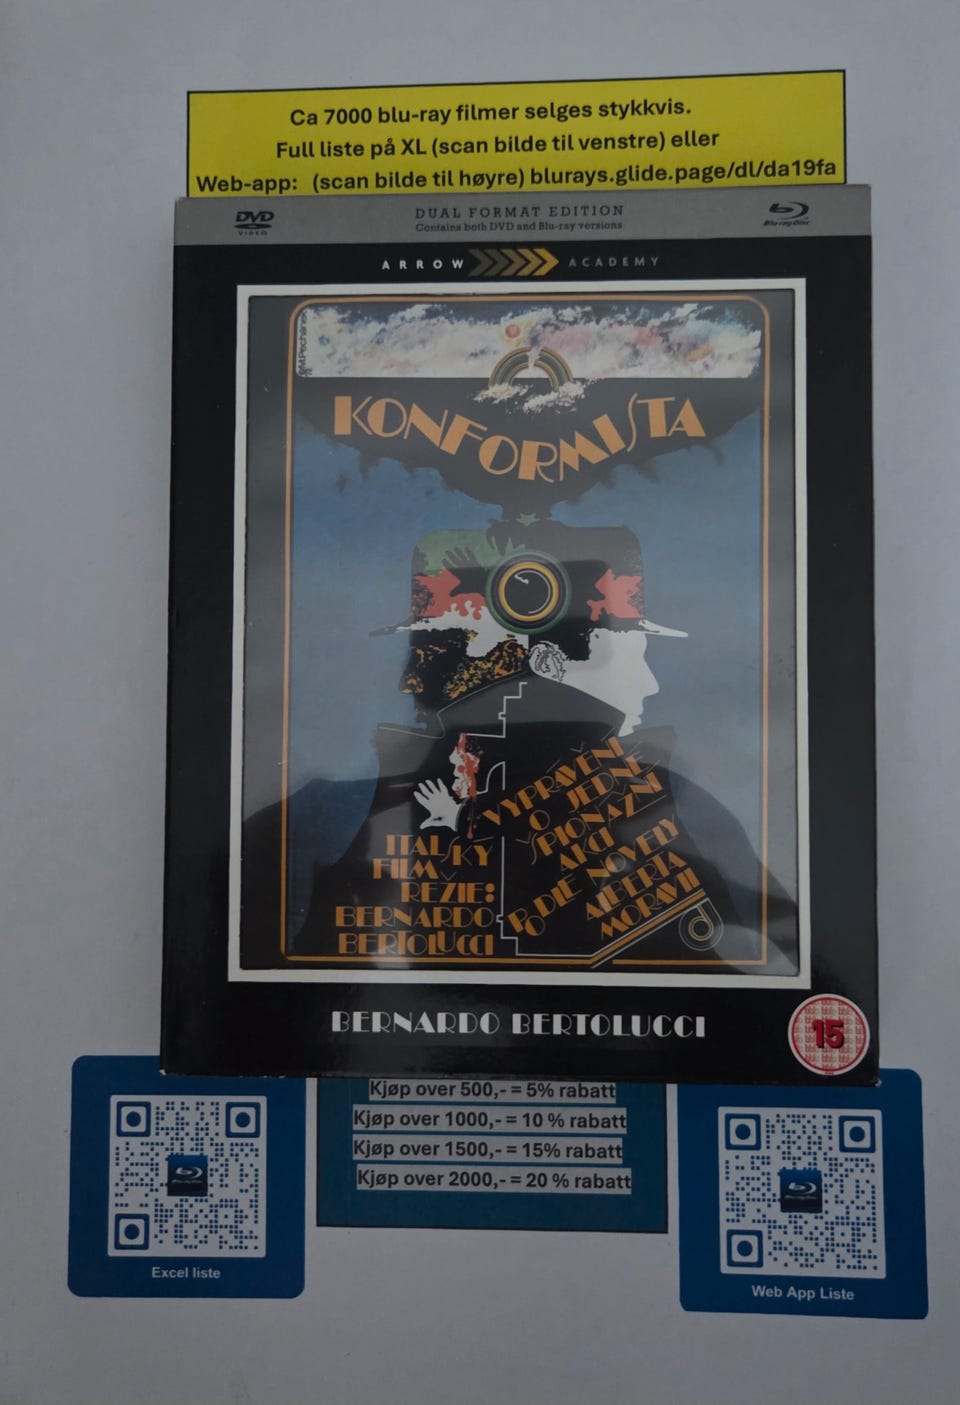 Ca 7000 blu-ray filmer selges stykkvis.
Full liste på XL (scan bilde til venstre) eller
Web-app: (scan bilde til høyre) blurays.glide.page/dl/da19fa
DVD
VIDEO
DUAL FORMAT EDITION
Contains both DVD and Blu-ray versions
Blu-ray Disc
ARROW ACADEMY
KONFORMISTA
VYPRÁVĚNÍ
O JEDNÉ
ŠPIONÁŽNÍ
AKCI
PODLE NOVELY
ALBERTA
MORAVII
ITALSKÝ
FILM
REŽIE:
BERNARDO
BERTOLUCCI
BERNARDO BERTOLUCCI
15
Kjøp over 500,- = 5% rabatt
Kjøp over 1000,- = 10 % rabatt
Kjøp over 1500,- = 15% rabatt
Kjøp over 2000,- = 20 % rabatt
Excel liste
Web App Liste